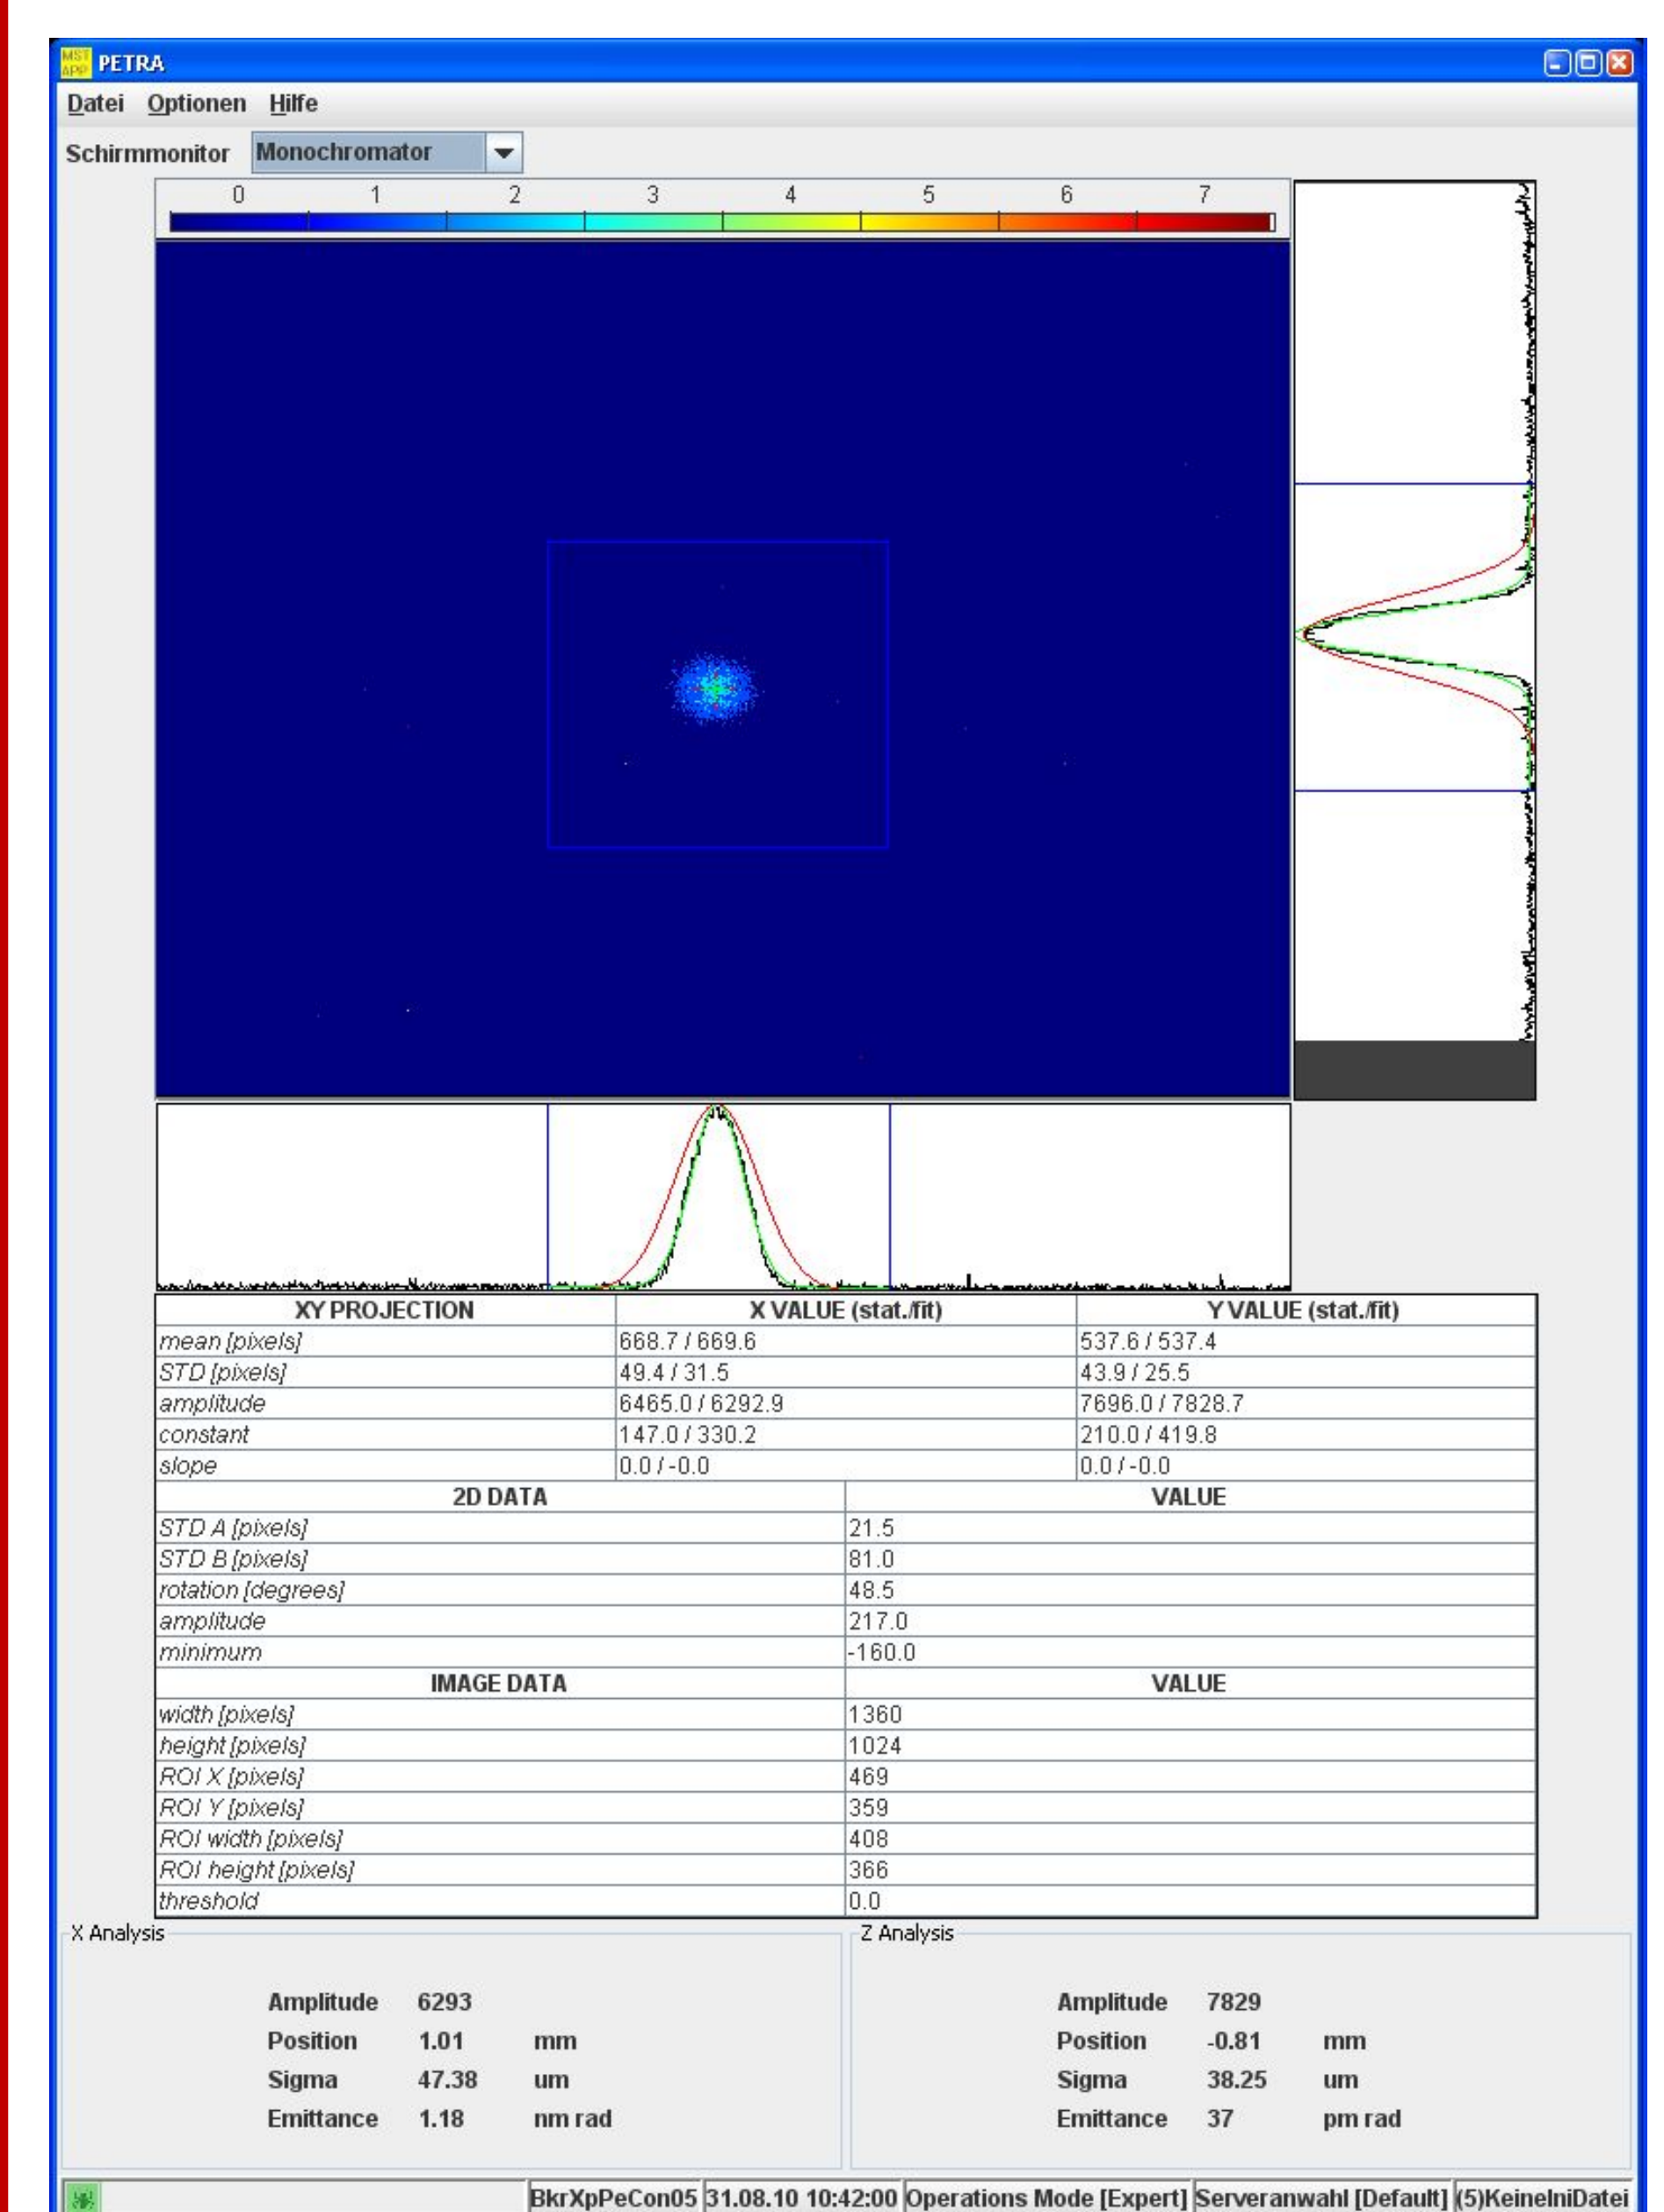 MST APP PETRA
Datei Optionen Hilfe
Schirmmonitor Monochromator
0 1 2 3 4 5 6 7
XY PROJECTION X VALUE (stat./fit) Y VALUE (stat./fit)
mean [pixels] 668.7 / 669.6 537.6 / 537.4
STD [pixels] 49.4 / 31.5 43.9 / 25.5
amplitude 6465.0 / 6292.9 7696.0 / 7828.7
constant 147.0 / 330.2 210.0 / 419.8
slope 0.0 / -0.0 0.0 / -0.0
2D DATA VALUE
STD A [pixels] 21.5
STD B [pixels] 81.0
rotation [degrees] 48.5
amplitude 217.0
minimum -160.0
IMAGE DATA VALUE
width [pixels] 1360
height [pixels] 1024
ROI X [pixels] 469
ROI Y [pixels] 359
ROI width [pixels] 408
ROI height [pixels] 366
threshold 0.0
X Analysis Z Analysis
Amplitude 6293 Amplitude 7829
Position 1.01 mm Position -0.81 mm
Sigma 47.38 um Sigma 38.25 um
Emittance 1.18 nm rad Emittance 37 pm rad
BkrXpPeCon05 31.08.10 10:42:00 Operations Mode [Expert] Serveranwahl [Default] (5)KeineIniDatei